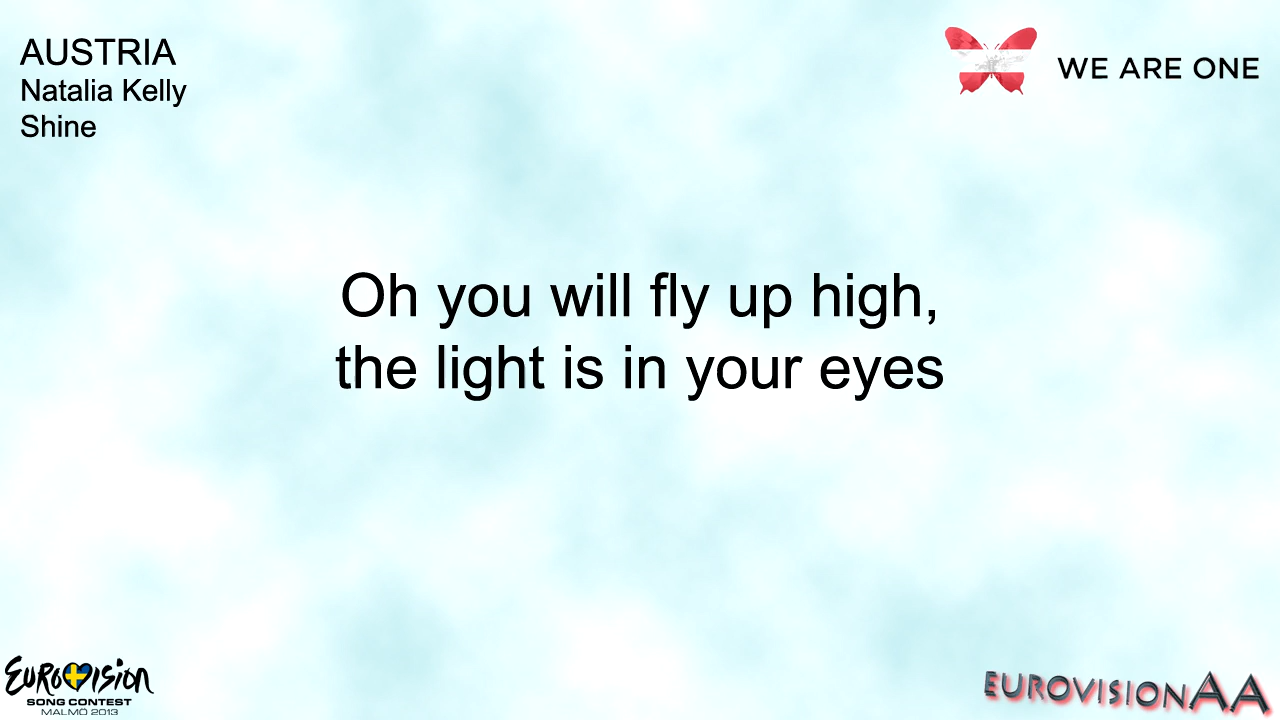 AUSTRIA
Natalia Kelly
Shine
WE ARE ONE
Oh you will fly up high,
the light is in your eyes
EUROVISION
SONG CONTEST
MALMÖ 2013
EUROVISIONAA